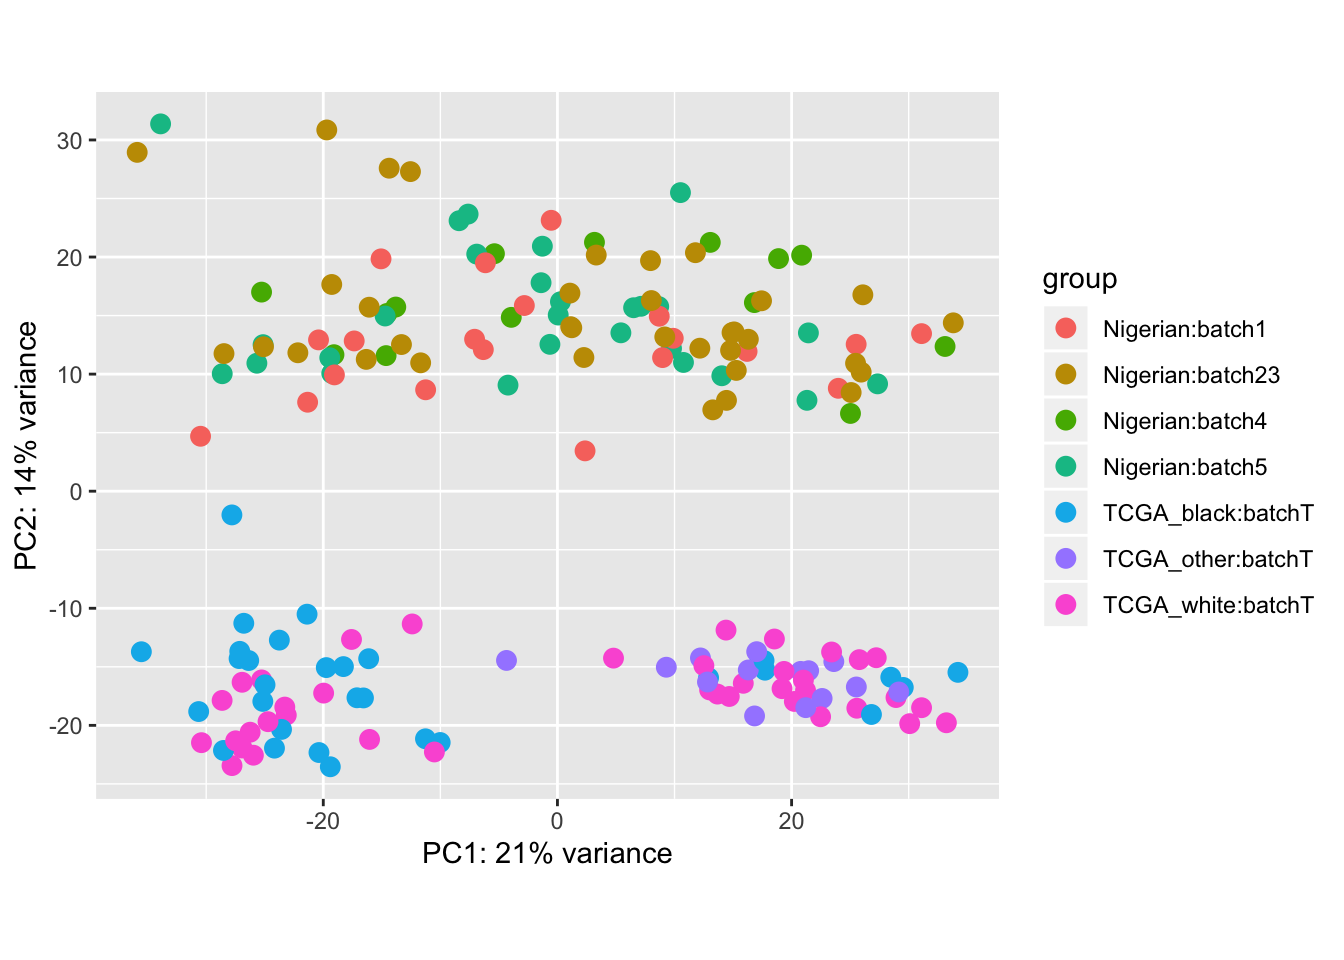 30
20
10
0
-10
-20
-20
0
20
PC1: 21% variance
PC2: 14% variance
group
Nigerian:batch1
Nigerian:batch23
Nigerian:batch4
Nigerian:batch5
TCGA_black:batchT
TCGA_other:batchT
TCGA_white:batchT